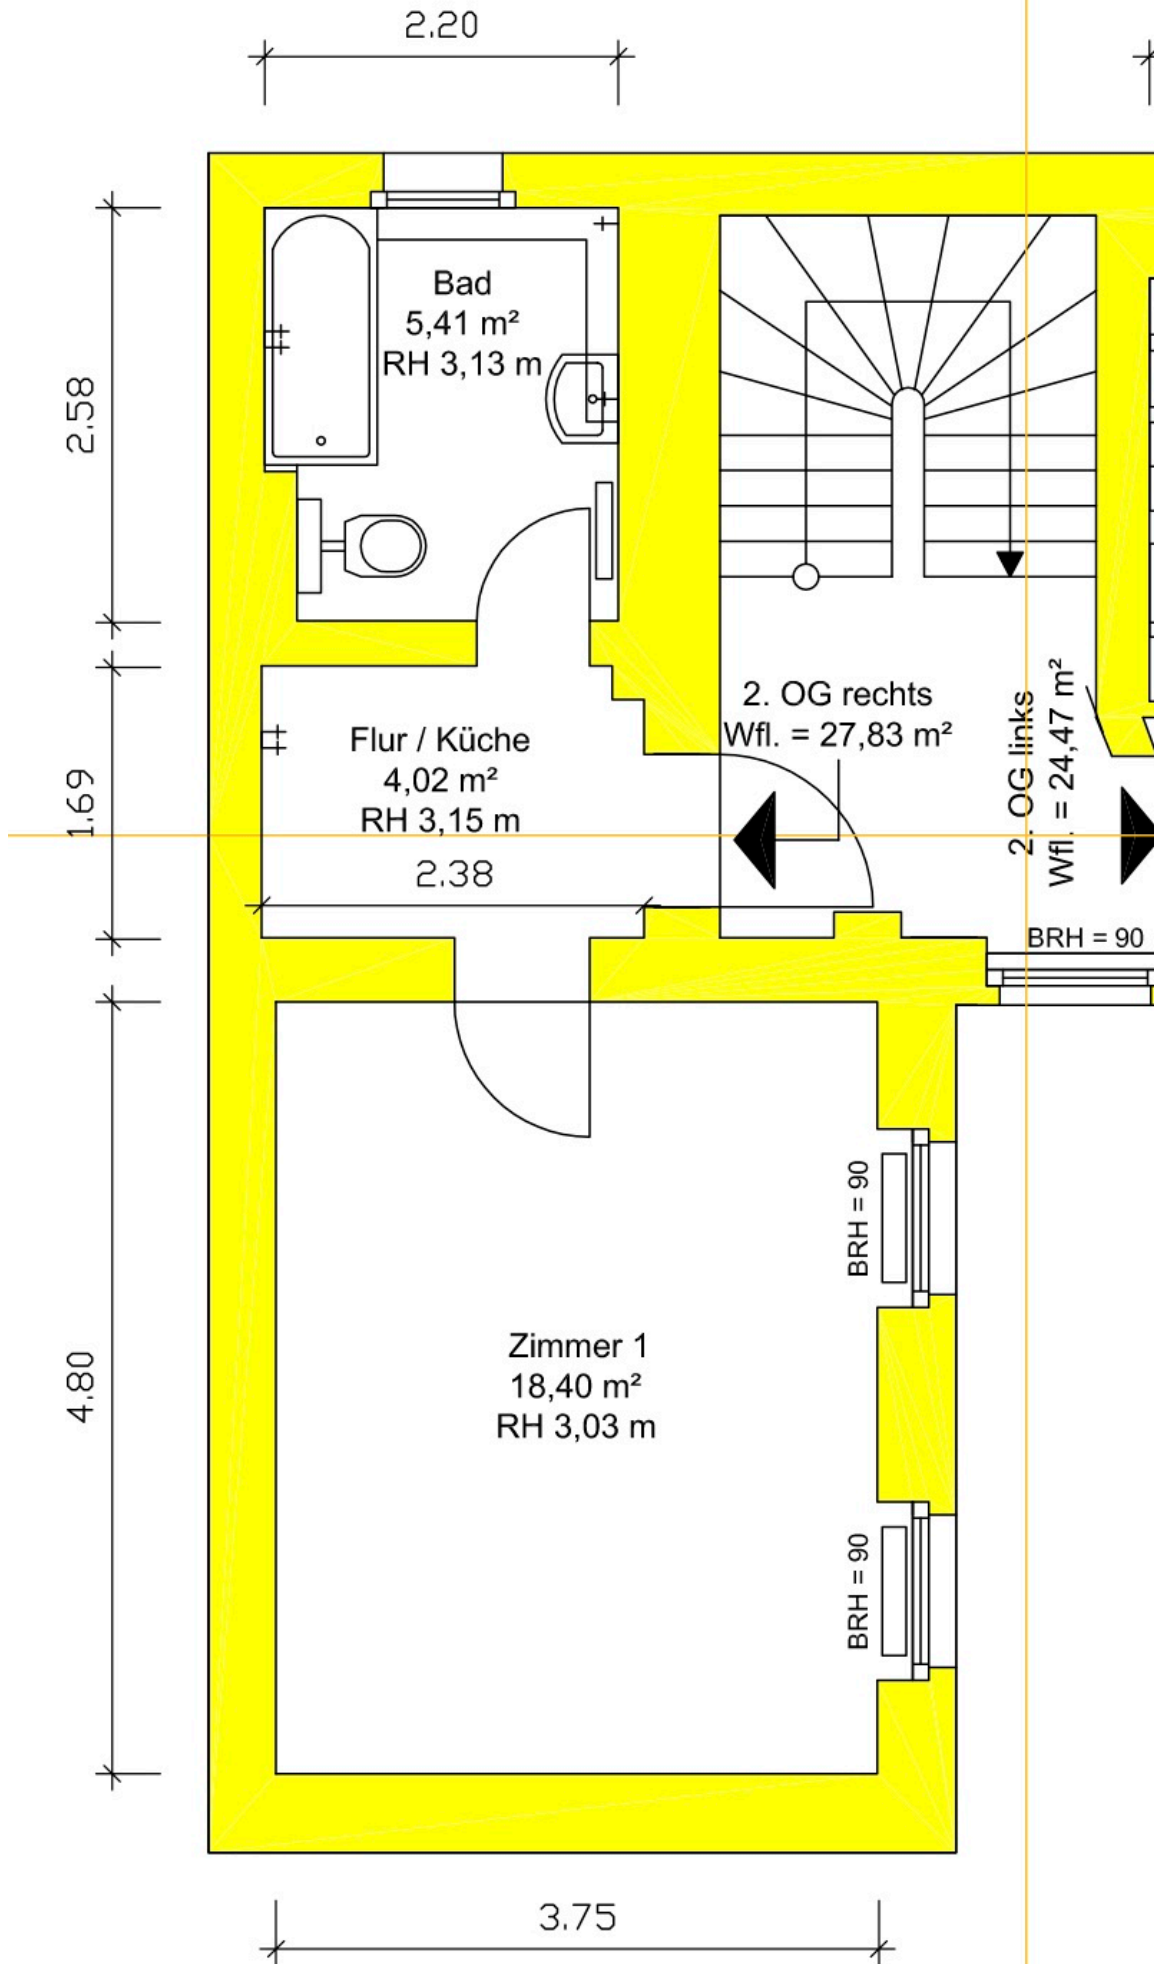 2.20
Bad
5,41 m²
RH 3,13 m
2.58
2. OG rechts
Wfl. = 27,83 m²
2. OG links
Wfl. = 24,47 m²
Flur / Küche
4,02 m²
RH 3,15 m
1.69
2.38
BRH = 90
BRH = 90
Zimmer 1
18,40 m²
RH 3,03 m
4.80
BRH = 90
3.75